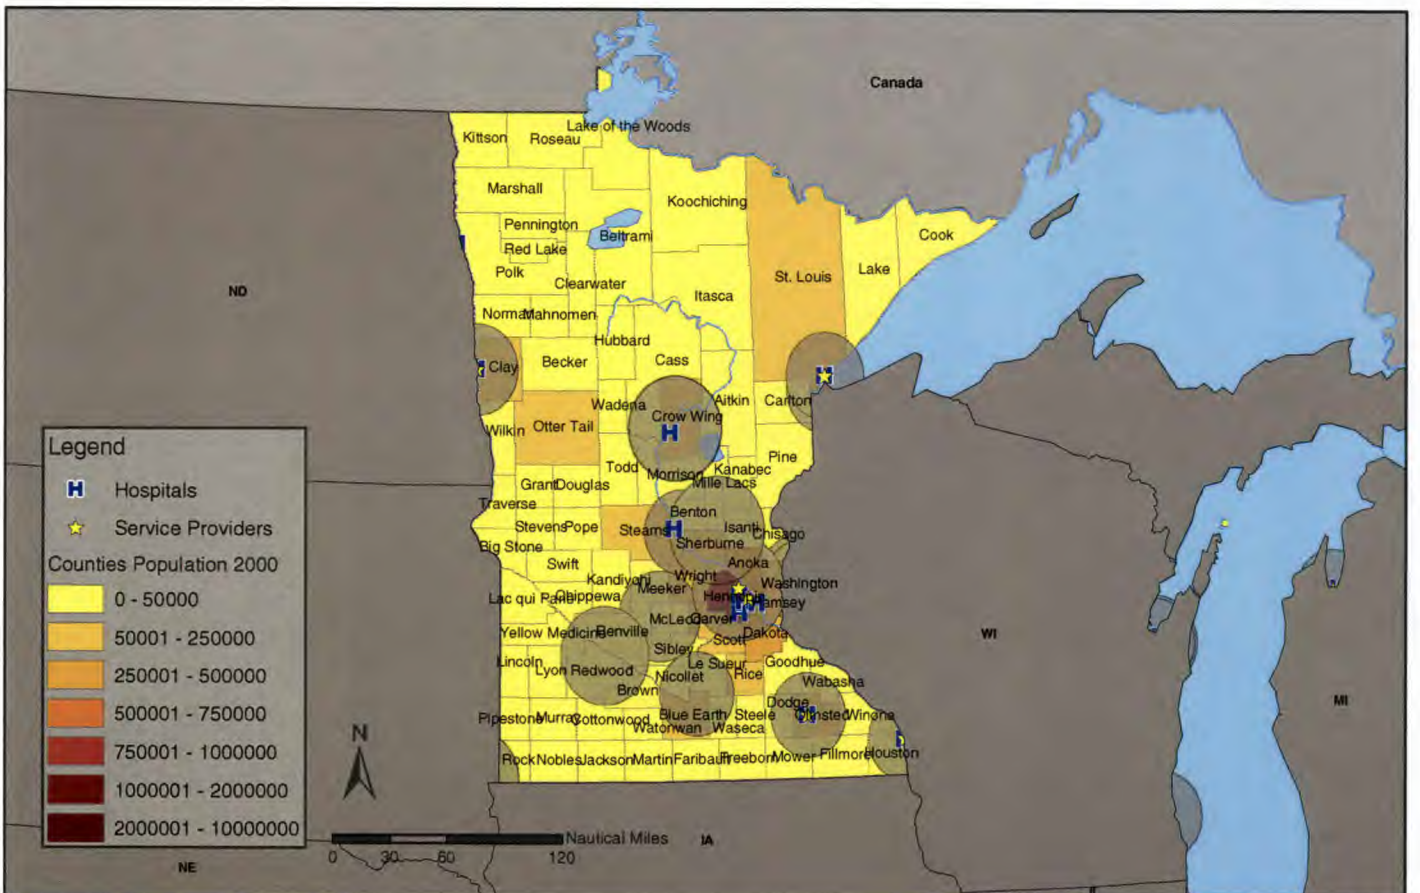 Canada
Lake of the Woods
Kittson
Roseau
Marshall
Koochiching
Pennington
Beltrami
Cook
Red Lake
Polk
Lake
St. Louis
Clearwater
ND
Itasca
Norman
Mahnomen
Hubbard
Becker
Cass
Clay
Wadena
Aitkin
Carlton
Crow Wing
Otter Tail
Wilkin
Legend
Pine
Todd
Morrison
Kanabec
Mille Lacs
H Hospitals
Grant
Douglas
Traverse
Benton
Service Providers
Stevens
Pope
Stearns
Isanti
Chisago
Big Stone
Sherburne
Counties Population 2000
Swift
Anoka
Kandiyohi
Wright
Washington
Meeker
0 - 50000
Lac qui Parle
Chippewa
Hennepin
Ramsey
McLeod
Carver
50001 - 250000
Yellow Medicine
Renville
Scott
Dakota
WI
Sibley
Lincoln
Lyon
Redwood
Le Sueur
Goodhue
250001 - 500000
Nicollet
Rice
Wabasha
Brown
MI
500001 - 750000
Pipestone
Murray
Cottonwood
Blue Earth
Steele
Dodge
Olmsted
Winona
Watonwan
Waseca
N
750001 - 1000000
Rock
Nobles
Jackson
Martin
Faribault
Freeborn
Mower
Fillmore
Houston
1000001 - 2000000
2000001 - 10000000
Nautical Miles
IA
0 30 60 120
NE